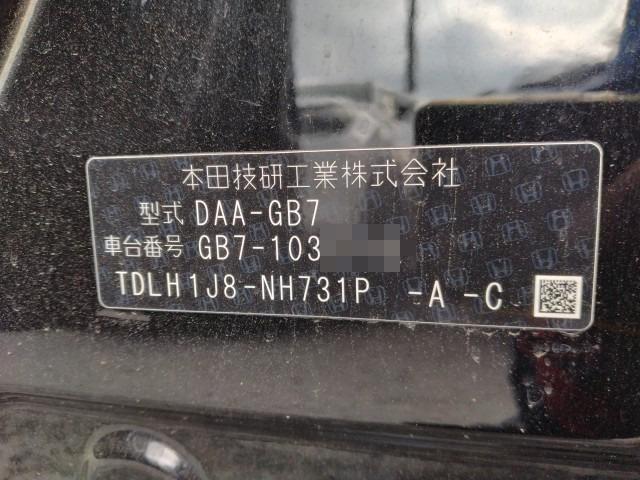 本田技研工業株式会社
型式 DAA-GB7
車台番号 GB7-103
TDLH1J8-NH731P -A -C